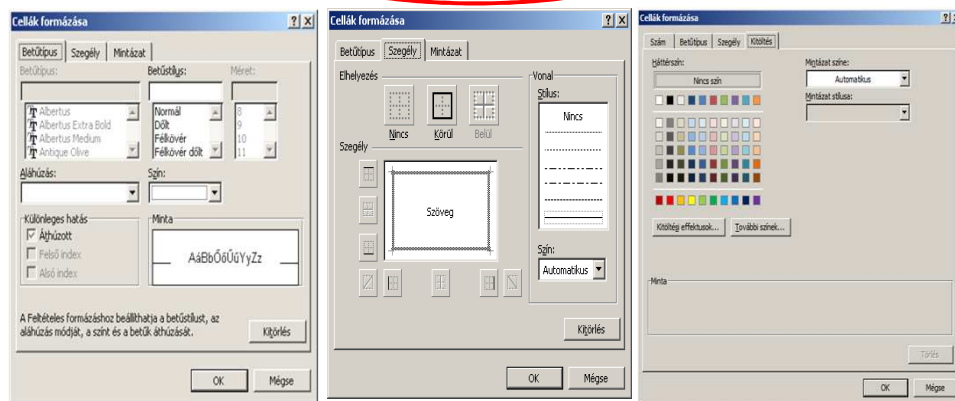 Cellák formázása
Betűtípus Szegély Mintázat
Betűtípus: Betűstílus: Méret:
Albertus Normál 8
Albertus Extra Bold Dőlt 9
Albertus Medium Félkövér 10
Antique Olive Félkövér dőlt 11
Aláhúzás: Szín:
Különleges hatás Minta
Áthúzott
Felső index
Alsó index
AáBbŐőŰűYyZz
A Feltételes formázáshoz beállíthatja a betűstílust, az
aláhúzás módját, a színt és a betűk áthúzását.
Kitörlés
OK Mégse
Cellák formázása
Betűtípus Szegély Mintázat
Elhelyezés Vonal
Stílus:
Nincs
Nincs Körül Belül
Szegély
Szöveg
Szín:
Automatikus
Kitörlés
OK Mégse
Cellák formázása
Szám Betűtípus Szegély Kitöltés
Háttérszín: Mintázat színe:
Nincs szín Automatikus
Mintázat stílusa:
Kitöltési effektusok... További színek...
Minta
Törlés
OK Mégse